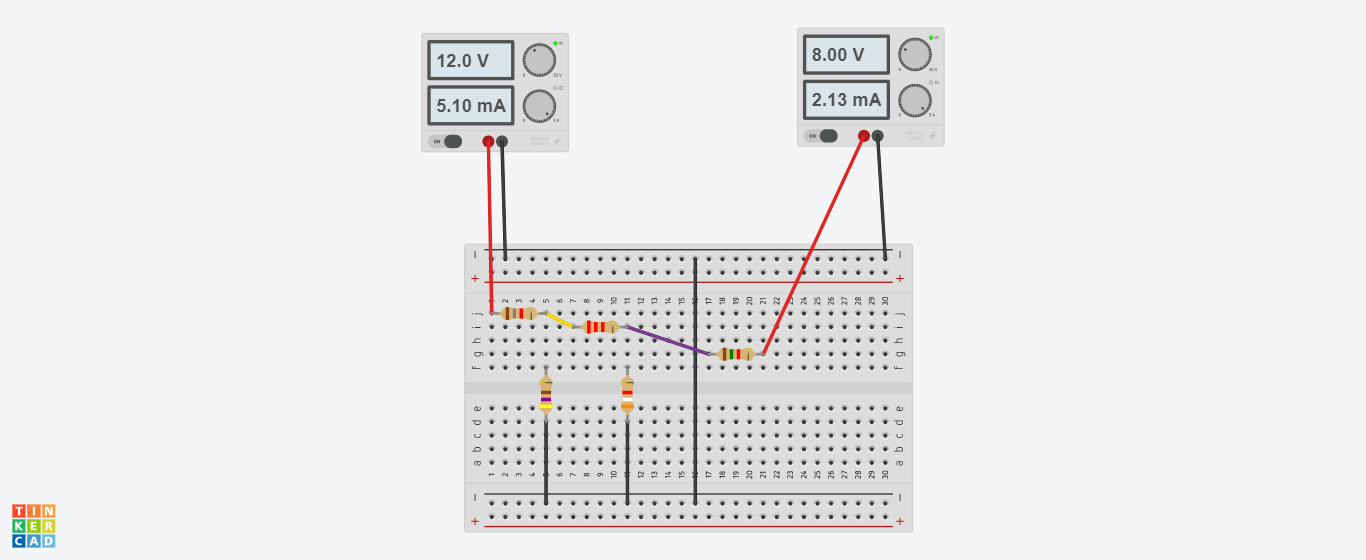 12.0 V
5.10 mA
ON
8.00 V
2.13 mA
ON
− −
+ +
1 2 3 4 5 6 7 8 9 10 11 12 13 14 15 16 17 18 19 20 21 22 23 24 25 26 27 28 29 30
j j
i i
h h
g g
f f
e e
d d
c c
b b
a a
1 2 3 4 5 6 7 8 9 10 11 12 13 14 15 16 17 18 19 20 21 22 23 24 25 26 27 28 29 30
− −
+ +
TIN
KER
CAD